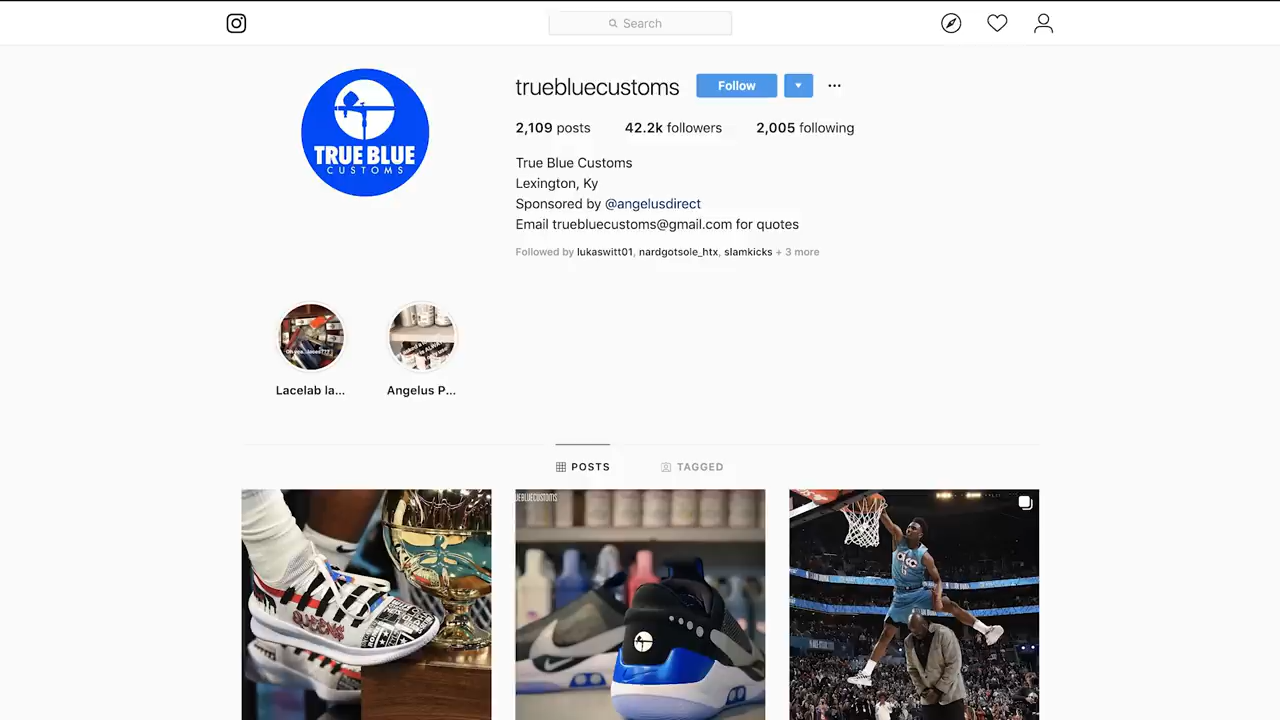 Search
TRUE BLUE
CUSTOMS
truebluecustoms
Follow
2,109 posts 42.2k followers 2,005 following
True Blue Customs
Lexington, Ky
Sponsored by @angelusdirect
Email truebluecustoms@gmail.com for quotes
Followed by lukaswitt01, nardgotsole_htx, slamkicks + 3 more
Lacelab la... Angelus P...
POSTS TAGGED
UEBLUECUSTOMS
QUEENS